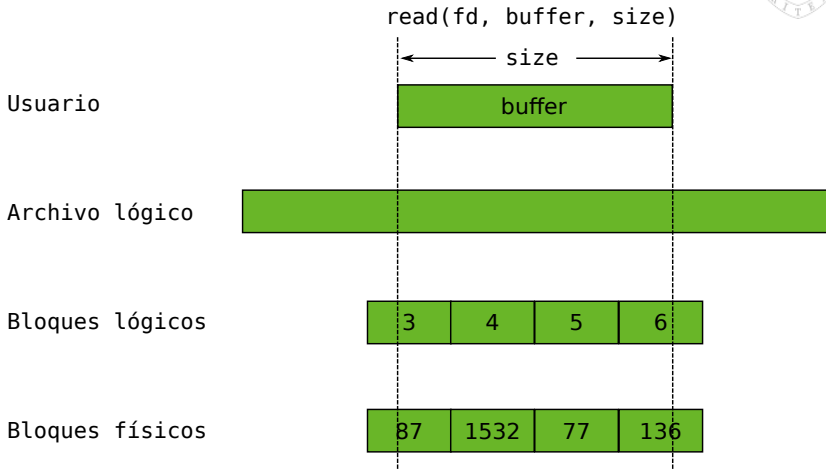 read(fd, buffer, size)
size
Usuario buffer
Archivo lógico
Bloques lógicos 3 4 5 6
Bloques físicos 87 1532 77 136